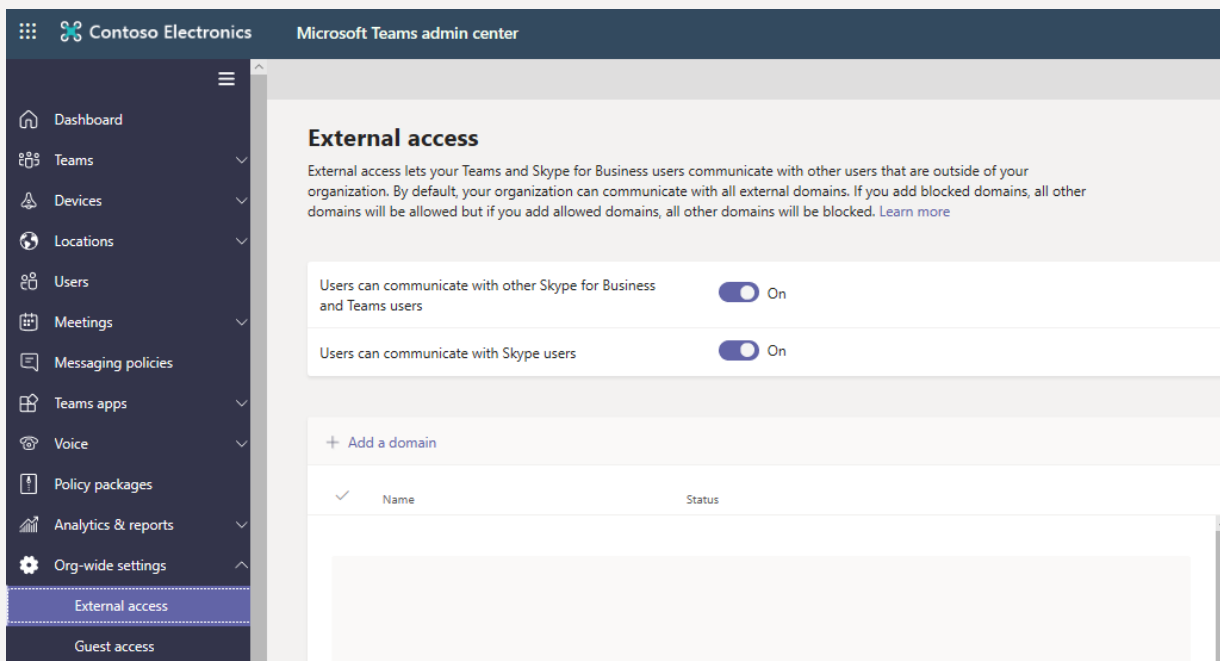 Contoso Electronics
Microsoft Teams admin center
Dashboard
Teams
Devices
Locations
Users
Meetings
Messaging policies
Teams apps
Voice
Policy packages
Analytics & reports
Org-wide settings
External access
Guest access
External access
External access lets your Teams and Skype for Business users communicate with other users that are outside of your
organization. By default, your organization can communicate with all external domains. If you add blocked domains, all other
domains will be allowed but if you add allowed domains, all other domains will be blocked. Learn more
Users can communicate with other Skype for Business
and Teams users
On
Users can communicate with Skype users
On
+ Add a domain
Name
Status